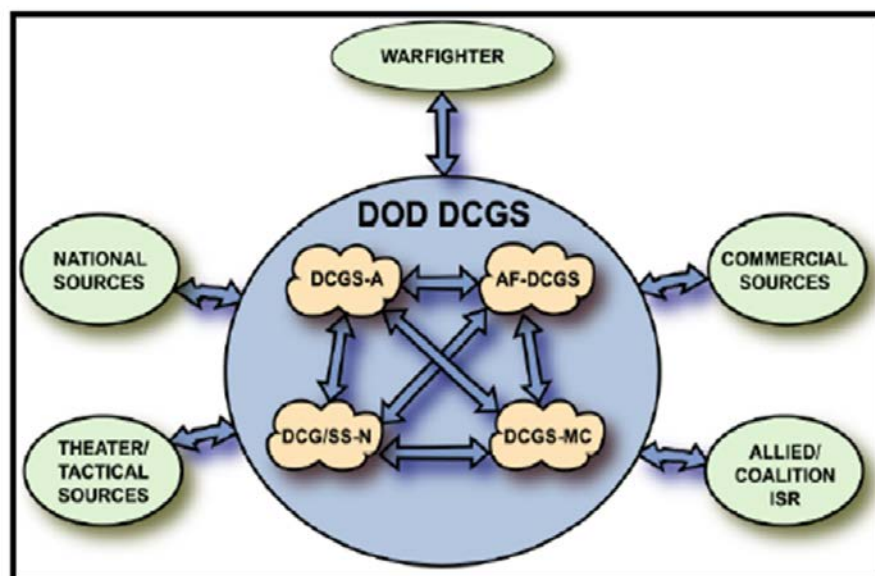 WARFIGHTER
DOD DCGS
NATIONAL
SOURCES
DCGS-A
AF-DCGS
COMMERCIAL
SOURCES
THEATER/
TACTICAL
SOURCES
DCG/SS-N
DCGS-MC
ALLIED/
COALITION
ISR